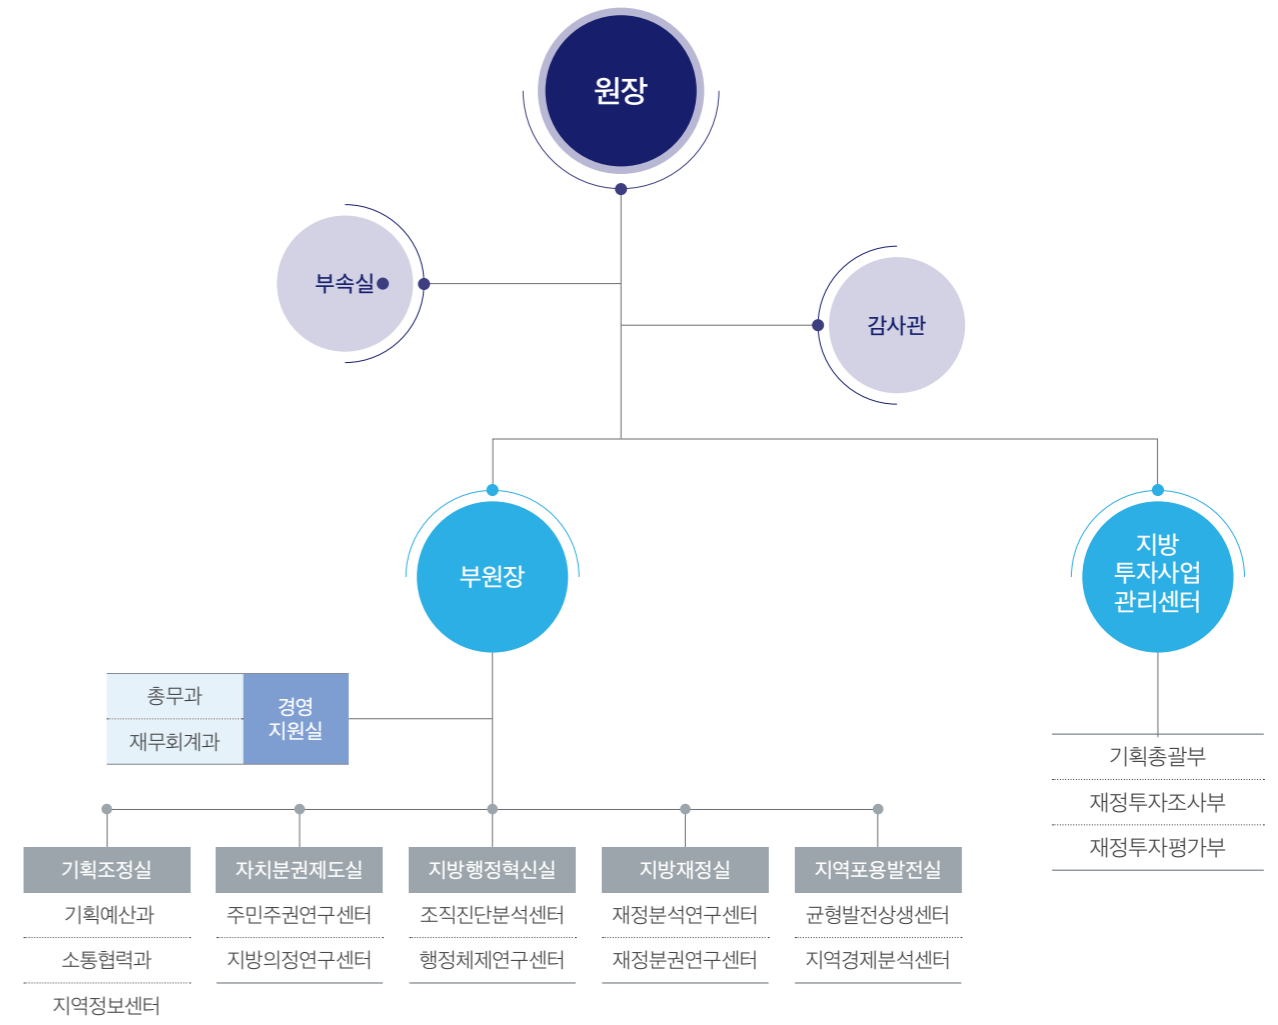 원장
부속실
감사관
부원장
지방
투자사업
관리센터
총무과
재무회계과
경영
지원실
기획총괄부
재정투자조사부
재정투자평가부
기획조정실
기획예산과
소통협력과
지역정보센터
자치분권제도실
주민주권연구센터
지방의정연구센터
지방행정혁신실
조직진단분석센터
행정체제연구센터
지방재정실
재정분석연구센터
재정분권연구센터
지역포용발전실
균형발전상생센터
지역경제분석센터